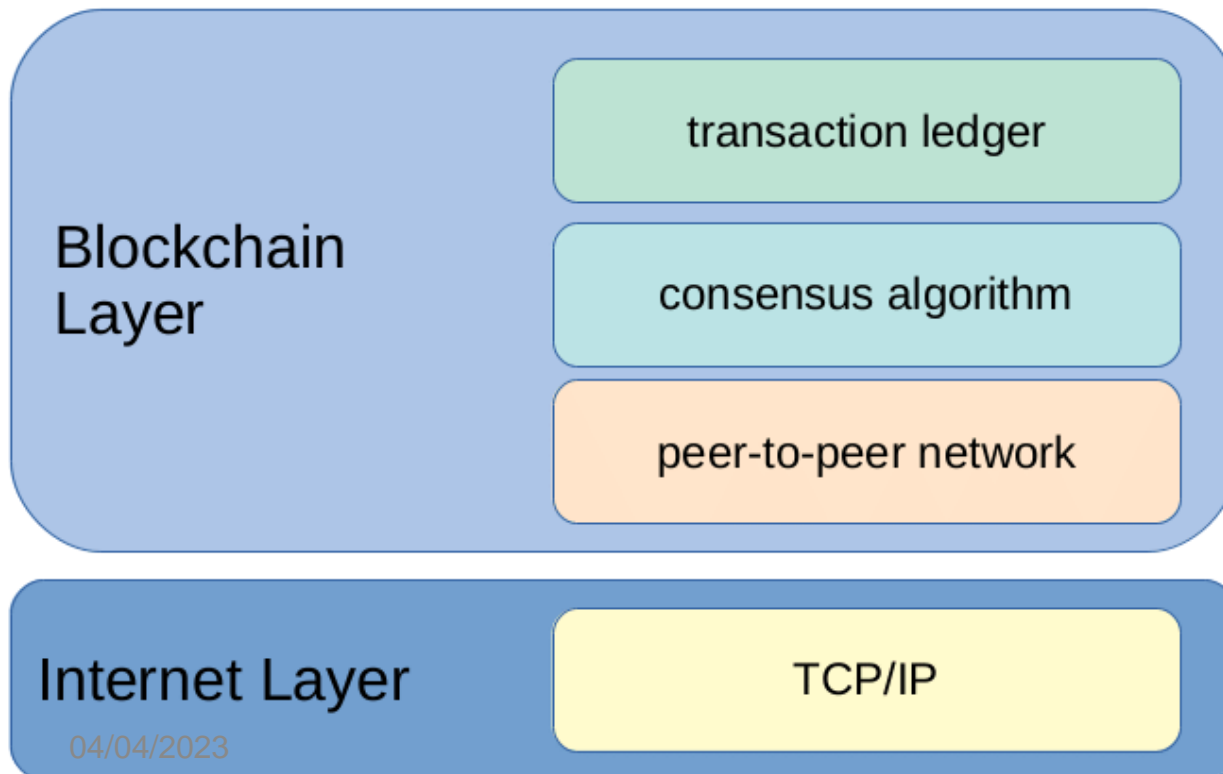 transaction ledger
Blockchain
Layer
consensus algorithm
peer-to-peer network
Internet Layer
TCP/IP
04/04/2023